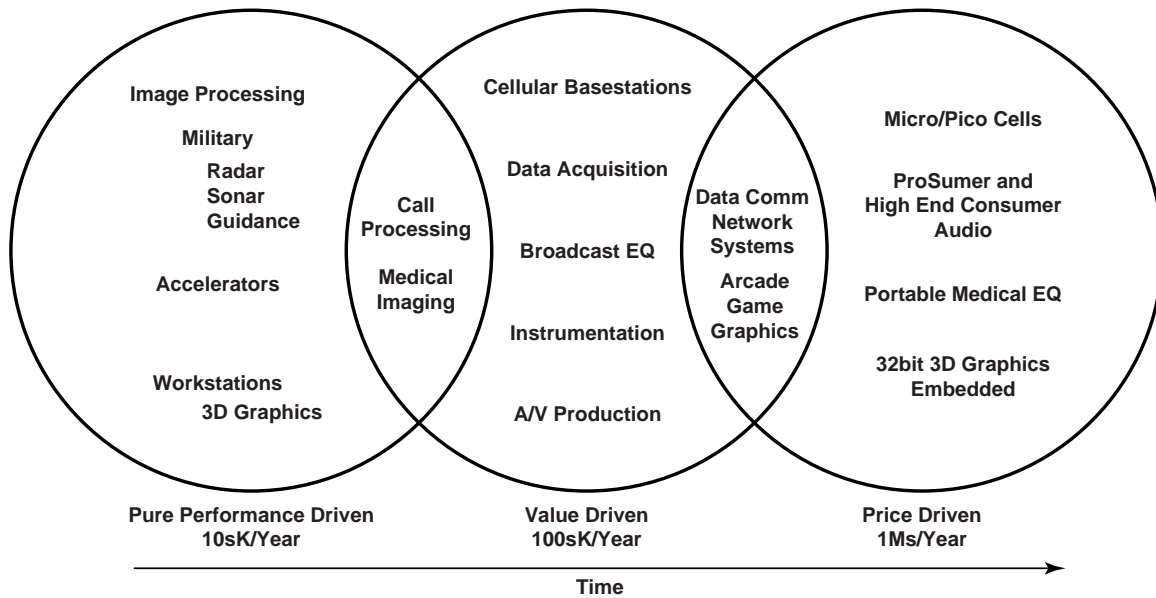 Image Processing
Military
Radar
Sonar
Guidance
Accelerators
Workstations
3D Graphics
Call
Processing
Medical
Imaging
Cellular Basestations
Data Acquisition
Broadcast EQ
Instrumentation
A/V Production
Data Comm
Network
Systems
Arcade
Game
Graphics
Micro/Pico Cells
ProSumer and
High End Consumer
Audio
Portable Medical EQ
32bit 3D Graphics
Embedded
Pure Performance Driven
10sK/Year
Value Driven
100sK/Year
Price Driven
1Ms/Year
Time